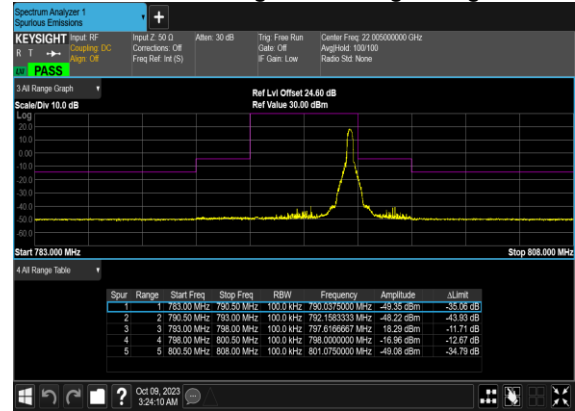 Spectrum Analyzer 1
Spurious Emissions
+
KEYSIGHT Input: RF Input Z: 50 Ω Atten: 30 dB Trig: Free Run Center Freq: 22.005000000 GHz
R T Coupling: DC Corrections: Off Gate: Off Avg|Hold: 100/100
Align: Off Freq Ref: Int (S) IF Gain: Low Radio Std: None
PASS
3 All Range Graph
Ref Lvl Offset 24.60 dB
Scale/Div 10.0 dB Ref Value 30.00 dBm
Log
20.0
10.0
0.00
-10.0
-20.0
-30.0
-40.0
-50.0
-60.0
Start 783.000 MHz Stop 808.000 MHz
4 All Range Table
Spur Range Start Freq Stop Freq RBW Frequency Amplitude ΔLimit
1 1 783.00 MHz 790.50 MHz 100.0 kHz 790.0375000 MHz -49.35 dBm -35.06 dB
2 2 790.50 MHz 793.00 MHz 100.0 kHz 792.1583333 MHz -48.22 dBm -43.93 dB
3 3 793.00 MHz 798.00 MHz 100.0 kHz 797.6166667 MHz 18.29 dBm -11.71 dB
4 4 798.00 MHz 800.50 MHz 100.0 kHz 798.0000000 MHz -16.96 dBm -12.67 dB
5 5 800.50 MHz 808.00 MHz 100.0 kHz 801.0750000 MHz -49.08 dBm -34.79 dB
? Oct 09, 2023
3:24:10 AM